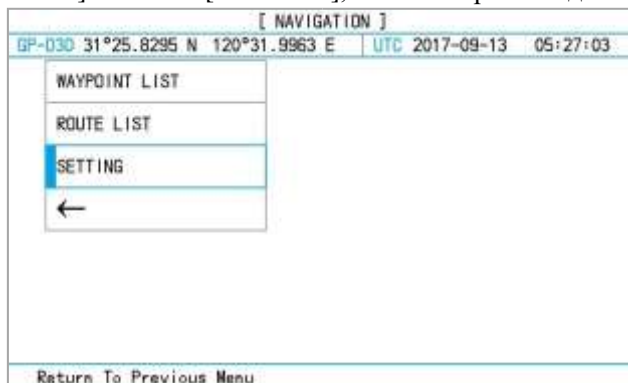 [ NAVIGATION ]
GP-030 31°25.8295 N 120°31.9963 E UTC 2017-09-13 05:27:03
WAYPOINT LIST
ROUTE LIST
SETTING
←
Return To Previous Menu